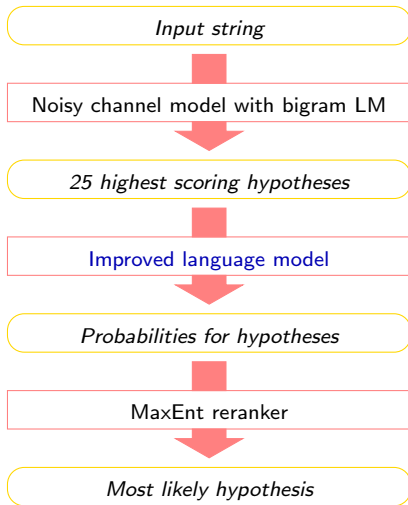 Input string
Noisy channel model with bigram LM
25 highest scoring hypotheses
Improved language model
Probabilities for hypotheses
MaxEnt reranker
Most likely hypothesis